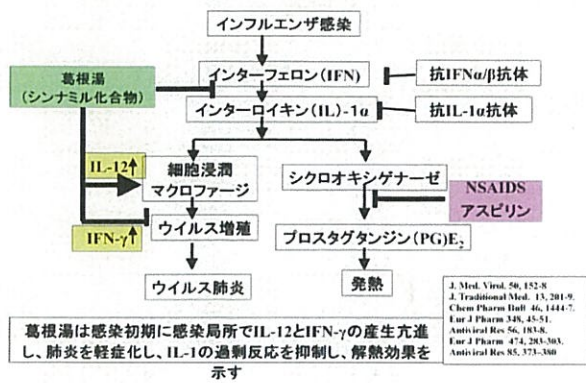 インフルエンザ感染
葛根湯
(シンナミル化合物)
インターフェロン(IFN)
抗IFNα/β抗体
インターロイキン(IL)-1α
抗IL-1α抗体
IL-12↑
細胞浸潤
マクロファージ
シクロオキシゲナーゼ
NSAIDS
アスピリン
IFN-γ↑
ウイルス増殖
プロスタグタンジン(PG)E₂
ウイルス肺炎
発熱
J. Med. Virol. 50, 152-8
J. Traditional Med. 13, 201-9.
Chem Pharm Bull 46, 1444-7.
Eur J Pharm 348, 45-51.
Antiviral Res 56, 183-8.
Eur J Pharm 474, 283-303.
Antiviral Res 85, 373-380
葛根湯は感染初期に感染局所でIL-12とIFN-γの産生亢進
し、肺炎を軽症化し、IL-1の過剰反応を抑制し、解熱効果を
示す